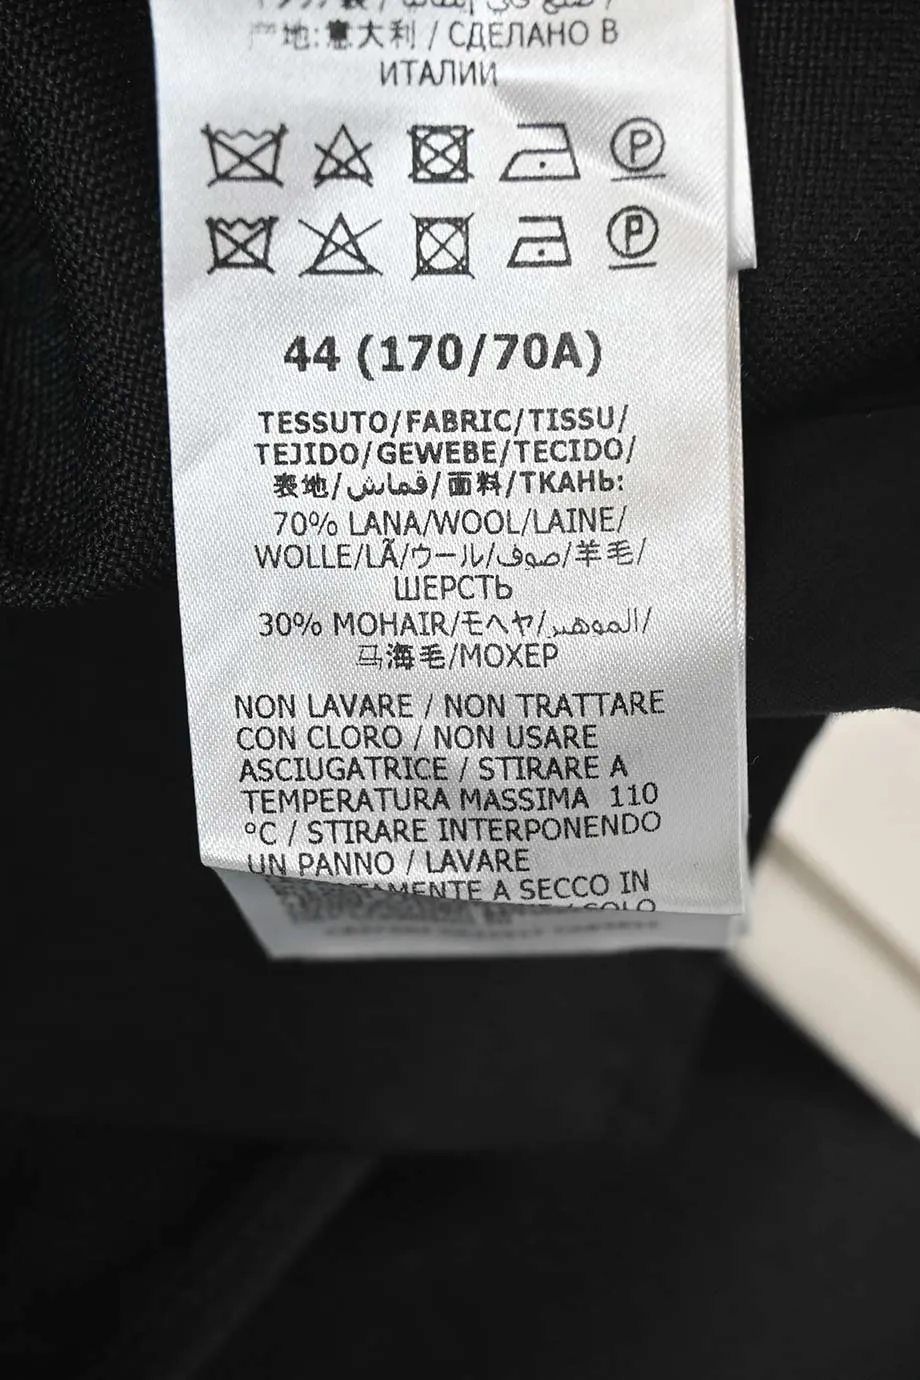 产地:意大利 / СДЕЛАНО В
ИТАЛИИ
P
P
44 (170/70A)
TESSUTO/FABRIC/TISSU/
TEJIDO/GEWEBE/TECIDO/
表地/قماش/面料/ТКАНЬ:
70% LANA/WOOL/LAINE/
WOLLE/LÃ/ウール/صوف/羊毛/
ШЕРСТЬ
30% MOHAIR/モヘヤ/الموهير/
马海毛/МОХЕР
NON LAVARE / NON TRATTARE
CON CLORO / NON USARE
ASCIUGATRICE / STIRARE A
TEMPERATURA MASSIMA 110
°C / STIRARE INTERPONENDO
UN PANNO / LAVARE
A SECCO IN
/ SOLO